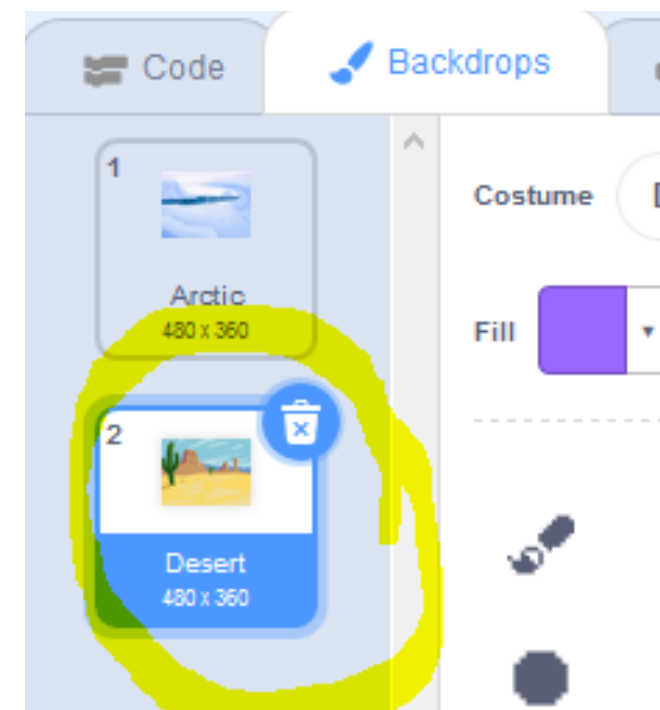 Code
Backdrops
1
Arctic
480 x 360
2
Desert
480 x 360
Costume
Fill